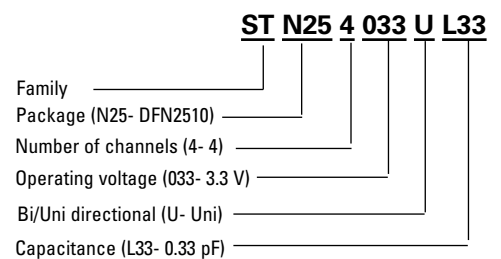 ST N25 4 033 U L33
Family
Package (N25- DFN2510)
Number of channels (4- 4)
Operating voltage (033- 3.3 V)
Bi/Uni directional (U- Uni)
Capacitance (L33- 0.33 pF)